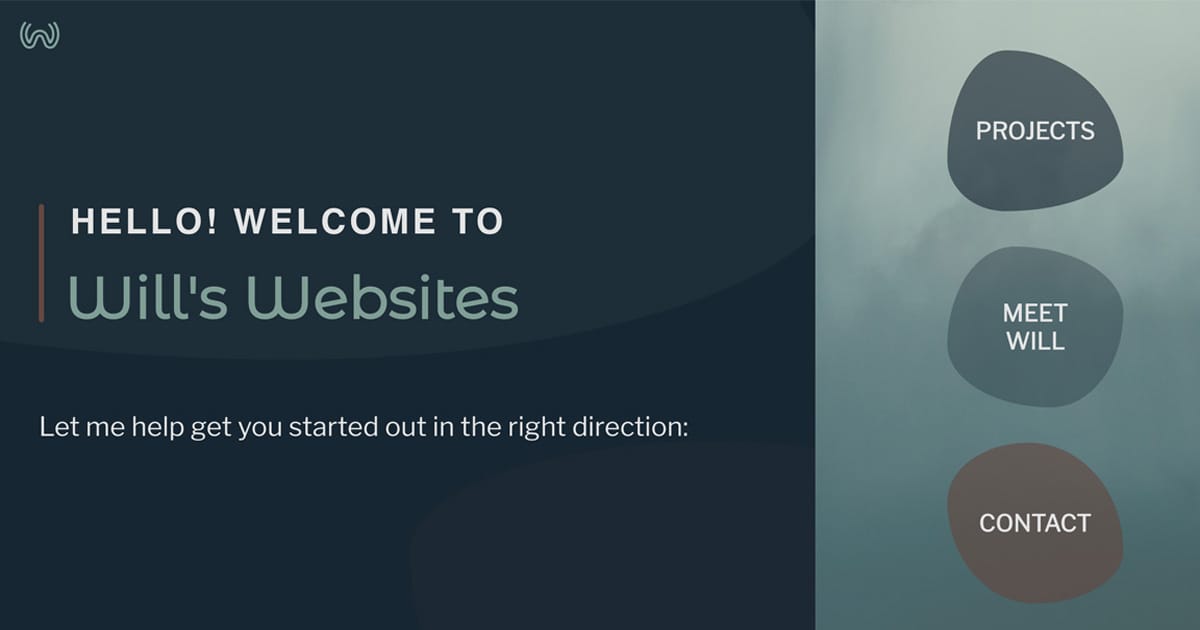 HELLO! WELCOME TO
Will's Websites
Let me help get you started out in the right direction:
PROJECTS
MEET
WILL
CONTACT